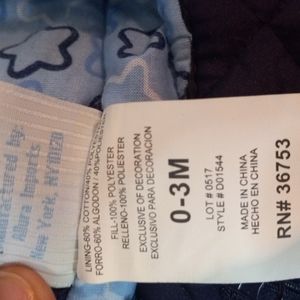 LINING-60% COTTON/40% POLYESTER
FORRO-60% ALGODON / 40% POLIESTER
FILL-100% POLYESTER
RELLENO-100% POLIESTER
EXCLUSIVE OF DECORATION
EXCLUSIVO PARA DECORACION
0-3M
LOT # 0517
STYLE # D01544
MADE IN CHINA
HECHO EN CHINA
RN# 36753
New York, NY